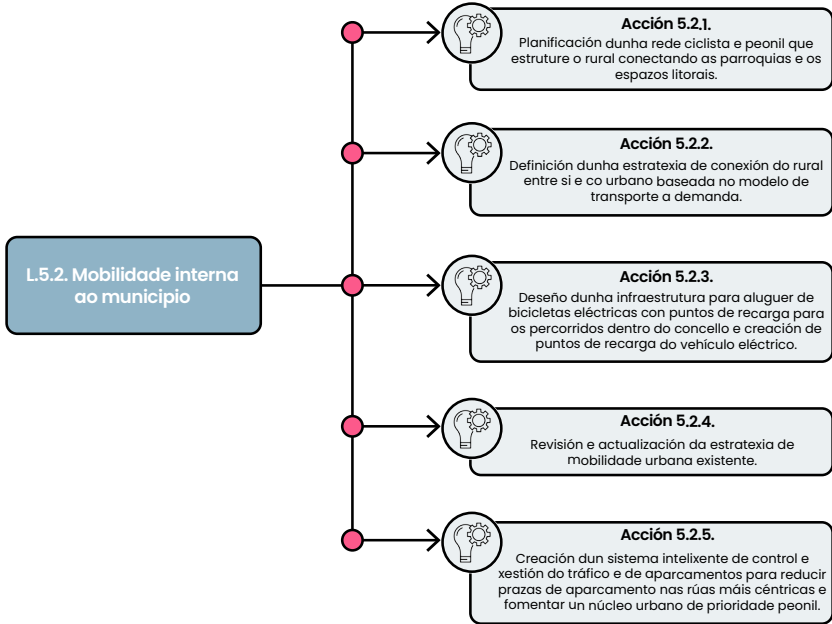 Acción 5.2.1.
Planificación dunha rede ciclista e peonil que
estruture o rural conectando as parroquias e os
espazos litorais.
Acción 5.2.2.
Definición dunha estratexia de conexión do rural
entre si e co urbano baseada no modelo de
transporte a demanda.
L.5.2. Mobilidade interna
ao municipio
Acción 5.2.3.
Deseño dunha infraestrutura para aluguer de
bicicletas eléctricas con puntos de recarga para
os percorridos dentro do concello e creación de
puntos de recarga do vehículo eléctrico.
Acción 5.2.4.
Revisión e actualización da estratexia de
mobilidade urbana existente.
Acción 5.2.5.
Creación dun sistema intelixente de control e
xestión do tráfico e de aparcamentos para reducir
prazas de aparcamento nas rúas máis céntricas e
fomentar un núcleo urbano de prioridade peonil.